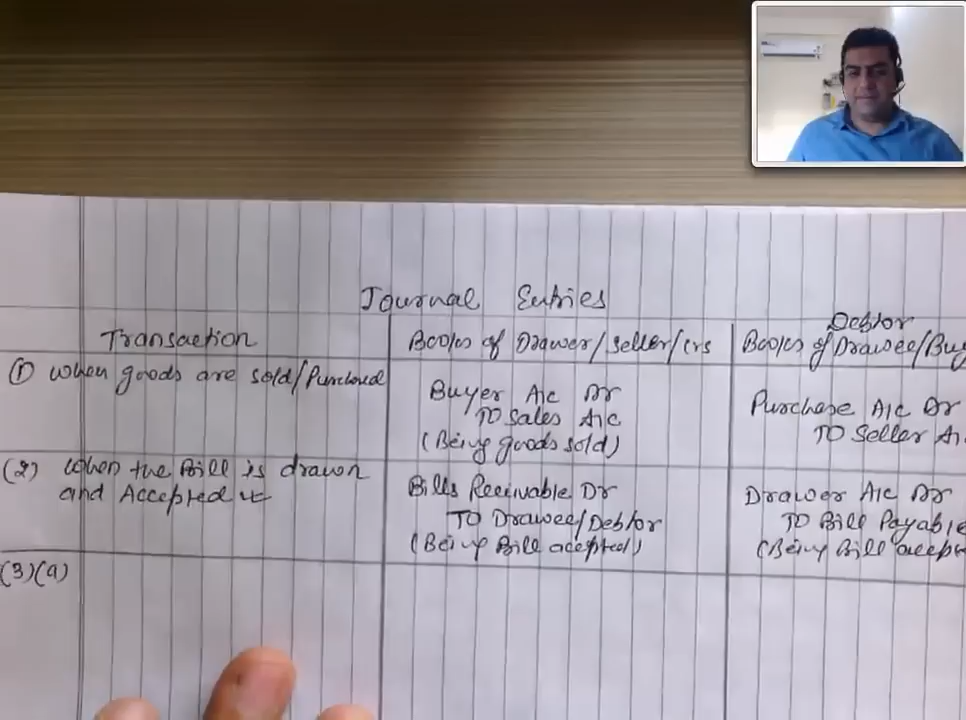 Journal Entries
Transaction
Books of Drawer/Seller/crs
Debtor
Books of Drawee/Buy
(1) when goods are sold/Purchased
Buyer A/c Dr
TO Sales A/c
(Being goods sold)
Purchase A/c Dr
TO Seller A/
(2) when the Bill is drawn
and Accepted it
Bills Receivable Dr
TO Drawee/Debtor
(Being Bill accepted)
Drawer A/c Dr
TO Bill Payable
(Being Bill accep
(3)(a)